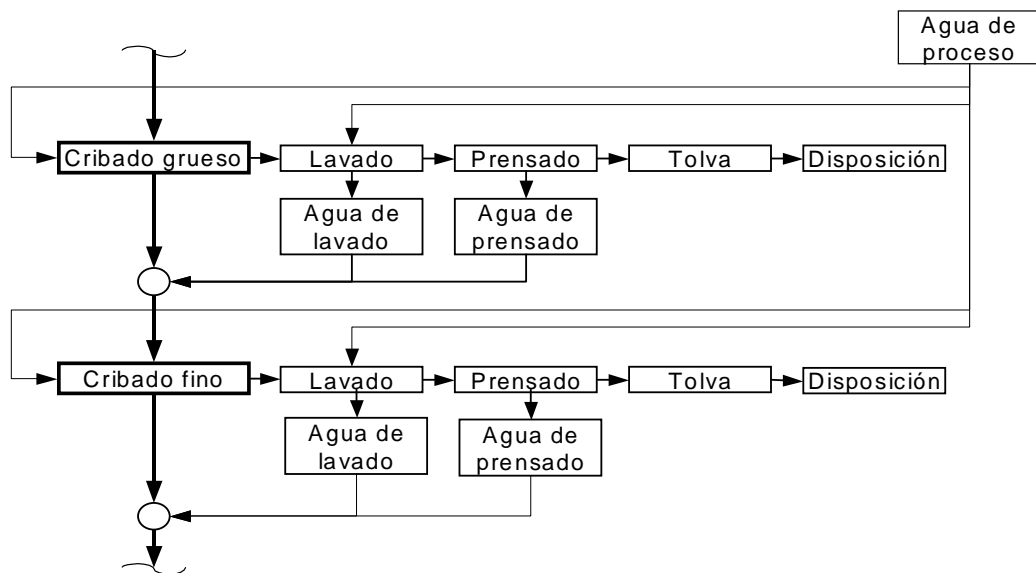 Agua de
proceso
Cribado grueso
Lavado
Prensado
Tolva
Disposición
Agua de
lavado
Agua de
prensado
Cribado fino
Lavado
Prensado
Tolva
Disposición
Agua de
lavado
Agua de
prensado